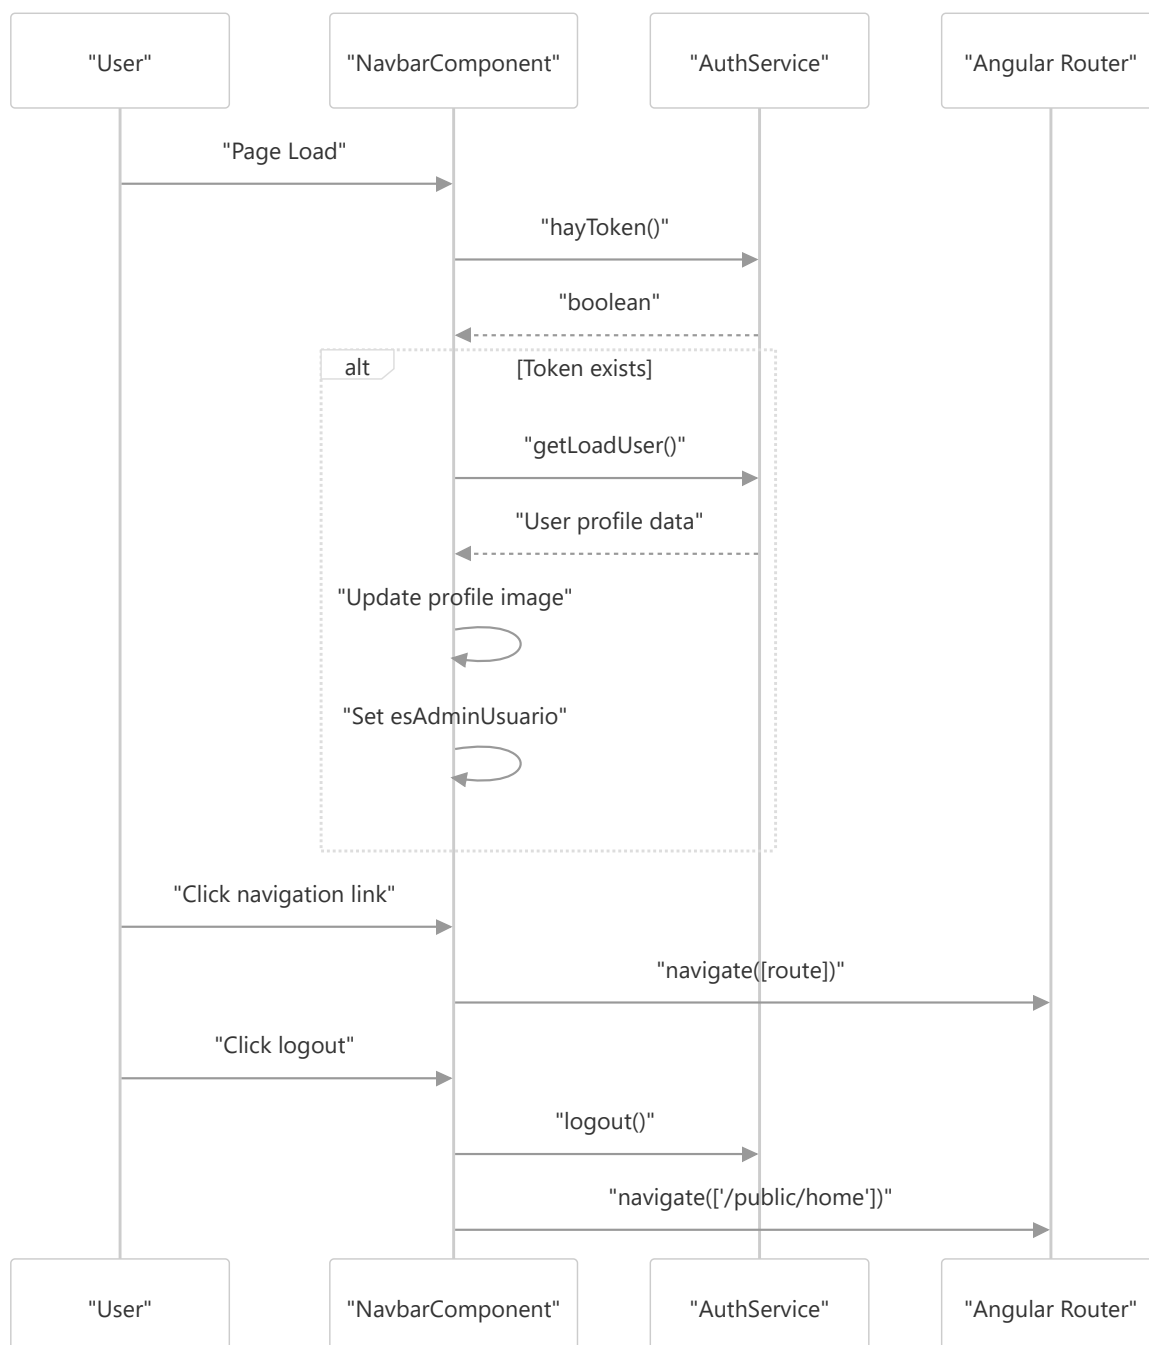 "User"
"NavbarComponent"
"AuthService"
"Angular Router"
"Page Load"
"hayToken()"
"boolean"
alt
[Token exists]
"getLoadUser()"
"User profile data"
"Update profile image"
"Set esAdminUsuario"
"Click navigation link"
"navigate([route])"
"Click logout"
"logout()"
"navigate(['/public/home'])"
"User"
"NavbarComponent"
"AuthService"
"Angular Router"